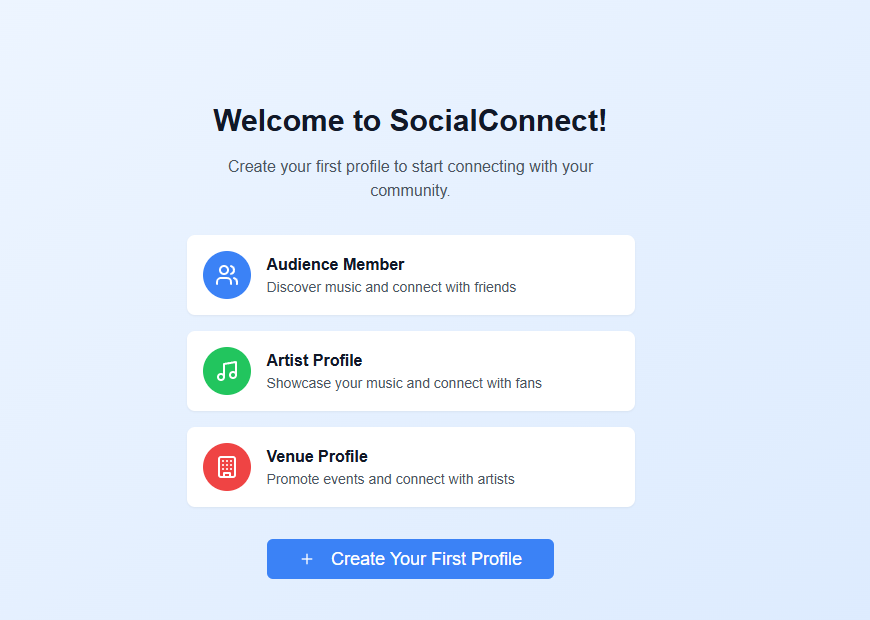 Welcome to SocialConnect!
Create your first profile to start connecting with your
community.
Audience Member
Discover music and connect with friends
Artist Profile
Showcase your music and connect with fans
Venue Profile
Promote events and connect with artists
+ Create Your First Profile